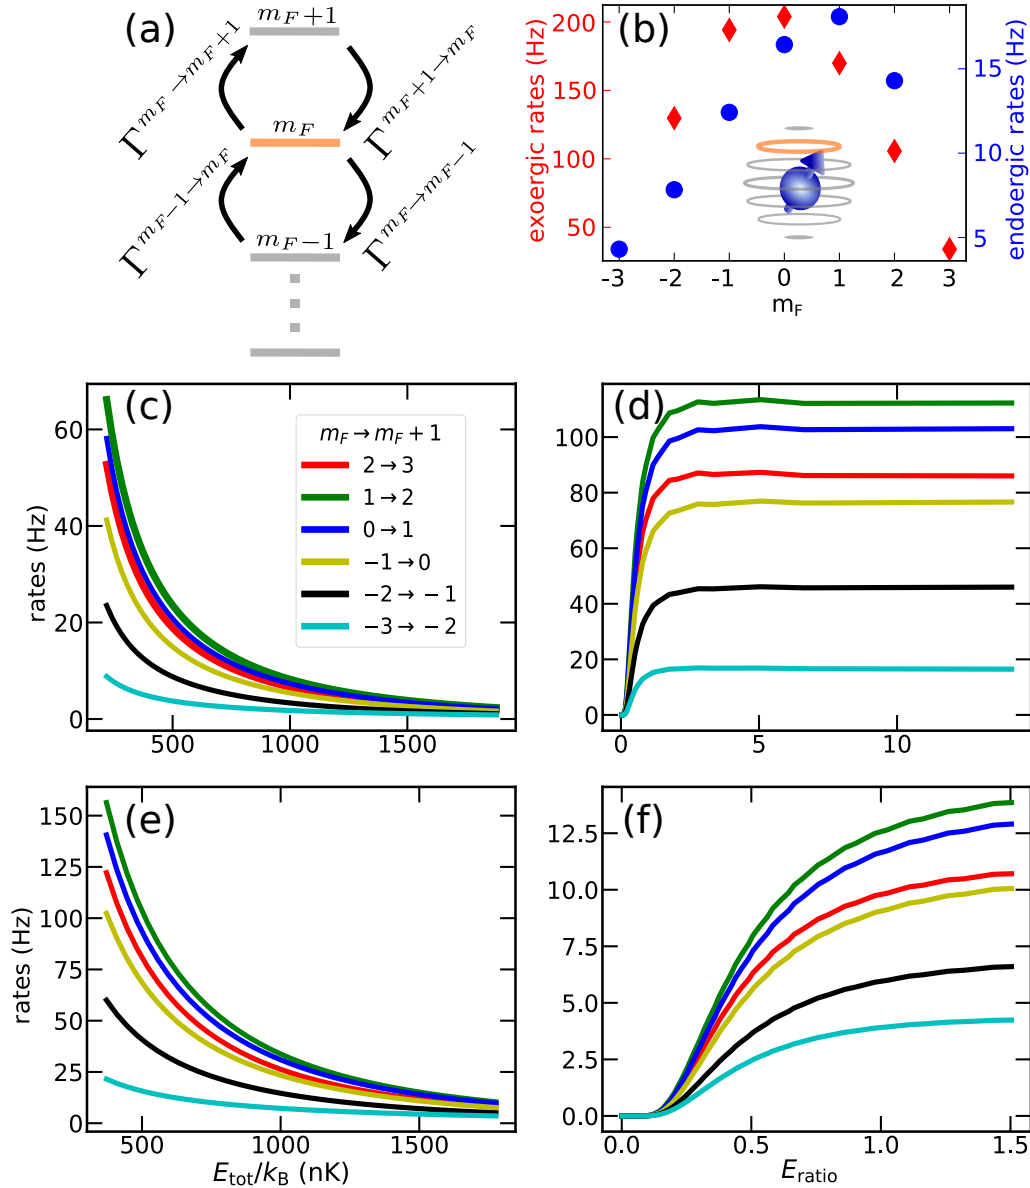 (a)
m_F+1
Γ^{m_F→m_F+1}
Γ^{m_F+1→m_F}
m_F
Γ^{m_F−1→m_F}
Γ^{m_F→m_F−1}
m_F−1
(b)
exoergic rates (Hz)
200
150
100
50
endoergic rates (Hz)
15
10
5
-3 -2 -1 0 1 2 3
m_F
(c)
rates (Hz)
60
40
20
0
500 1000 1500
m_F → m_F + 1
2 → 3
1 → 2
0 → 1
−1 → 0
−2 → −1
−3 → −2
(d)
100
80
60
40
20
0
0 5 10
(e)
rates (Hz)
150
125
100
75
50
25
0
500 1000 1500
E_tot/k_B (nK)
(f)
12.5
10.0
7.5
5.0
2.5
0.0
0.0 0.5 1.0 1.5
E_ratio